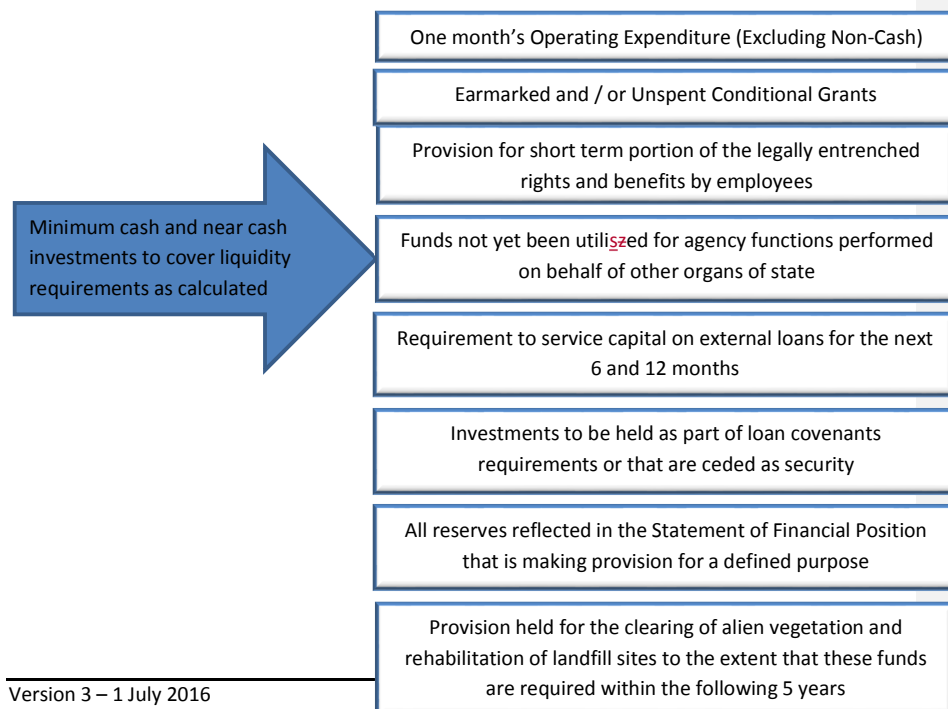 One month’s Operating Expenditure (Excluding Non-Cash)
Earmarked and / or Unspent Conditional Grants
Provision for short term portion of the legally entrenched
rights and benefits by employees
Minimum cash and near cash
investments to cover liquidity
requirements as calculated
Funds not yet been utiliszed for agency functions performed
on behalf of other organs of state
Requirement to service capital on external loans for the next
6 and 12 months
Investments to be held as part of loan covenants
requirements or that are ceded as security
All reserves reflected in the Statement of Financial Position
that is making provision for a defined purpose
Provision held for the clearing of alien vegetation and
rehabilitation of landfill sites to the extent that these funds
are required within the following 5 years
Version 3 – 1 July 2016